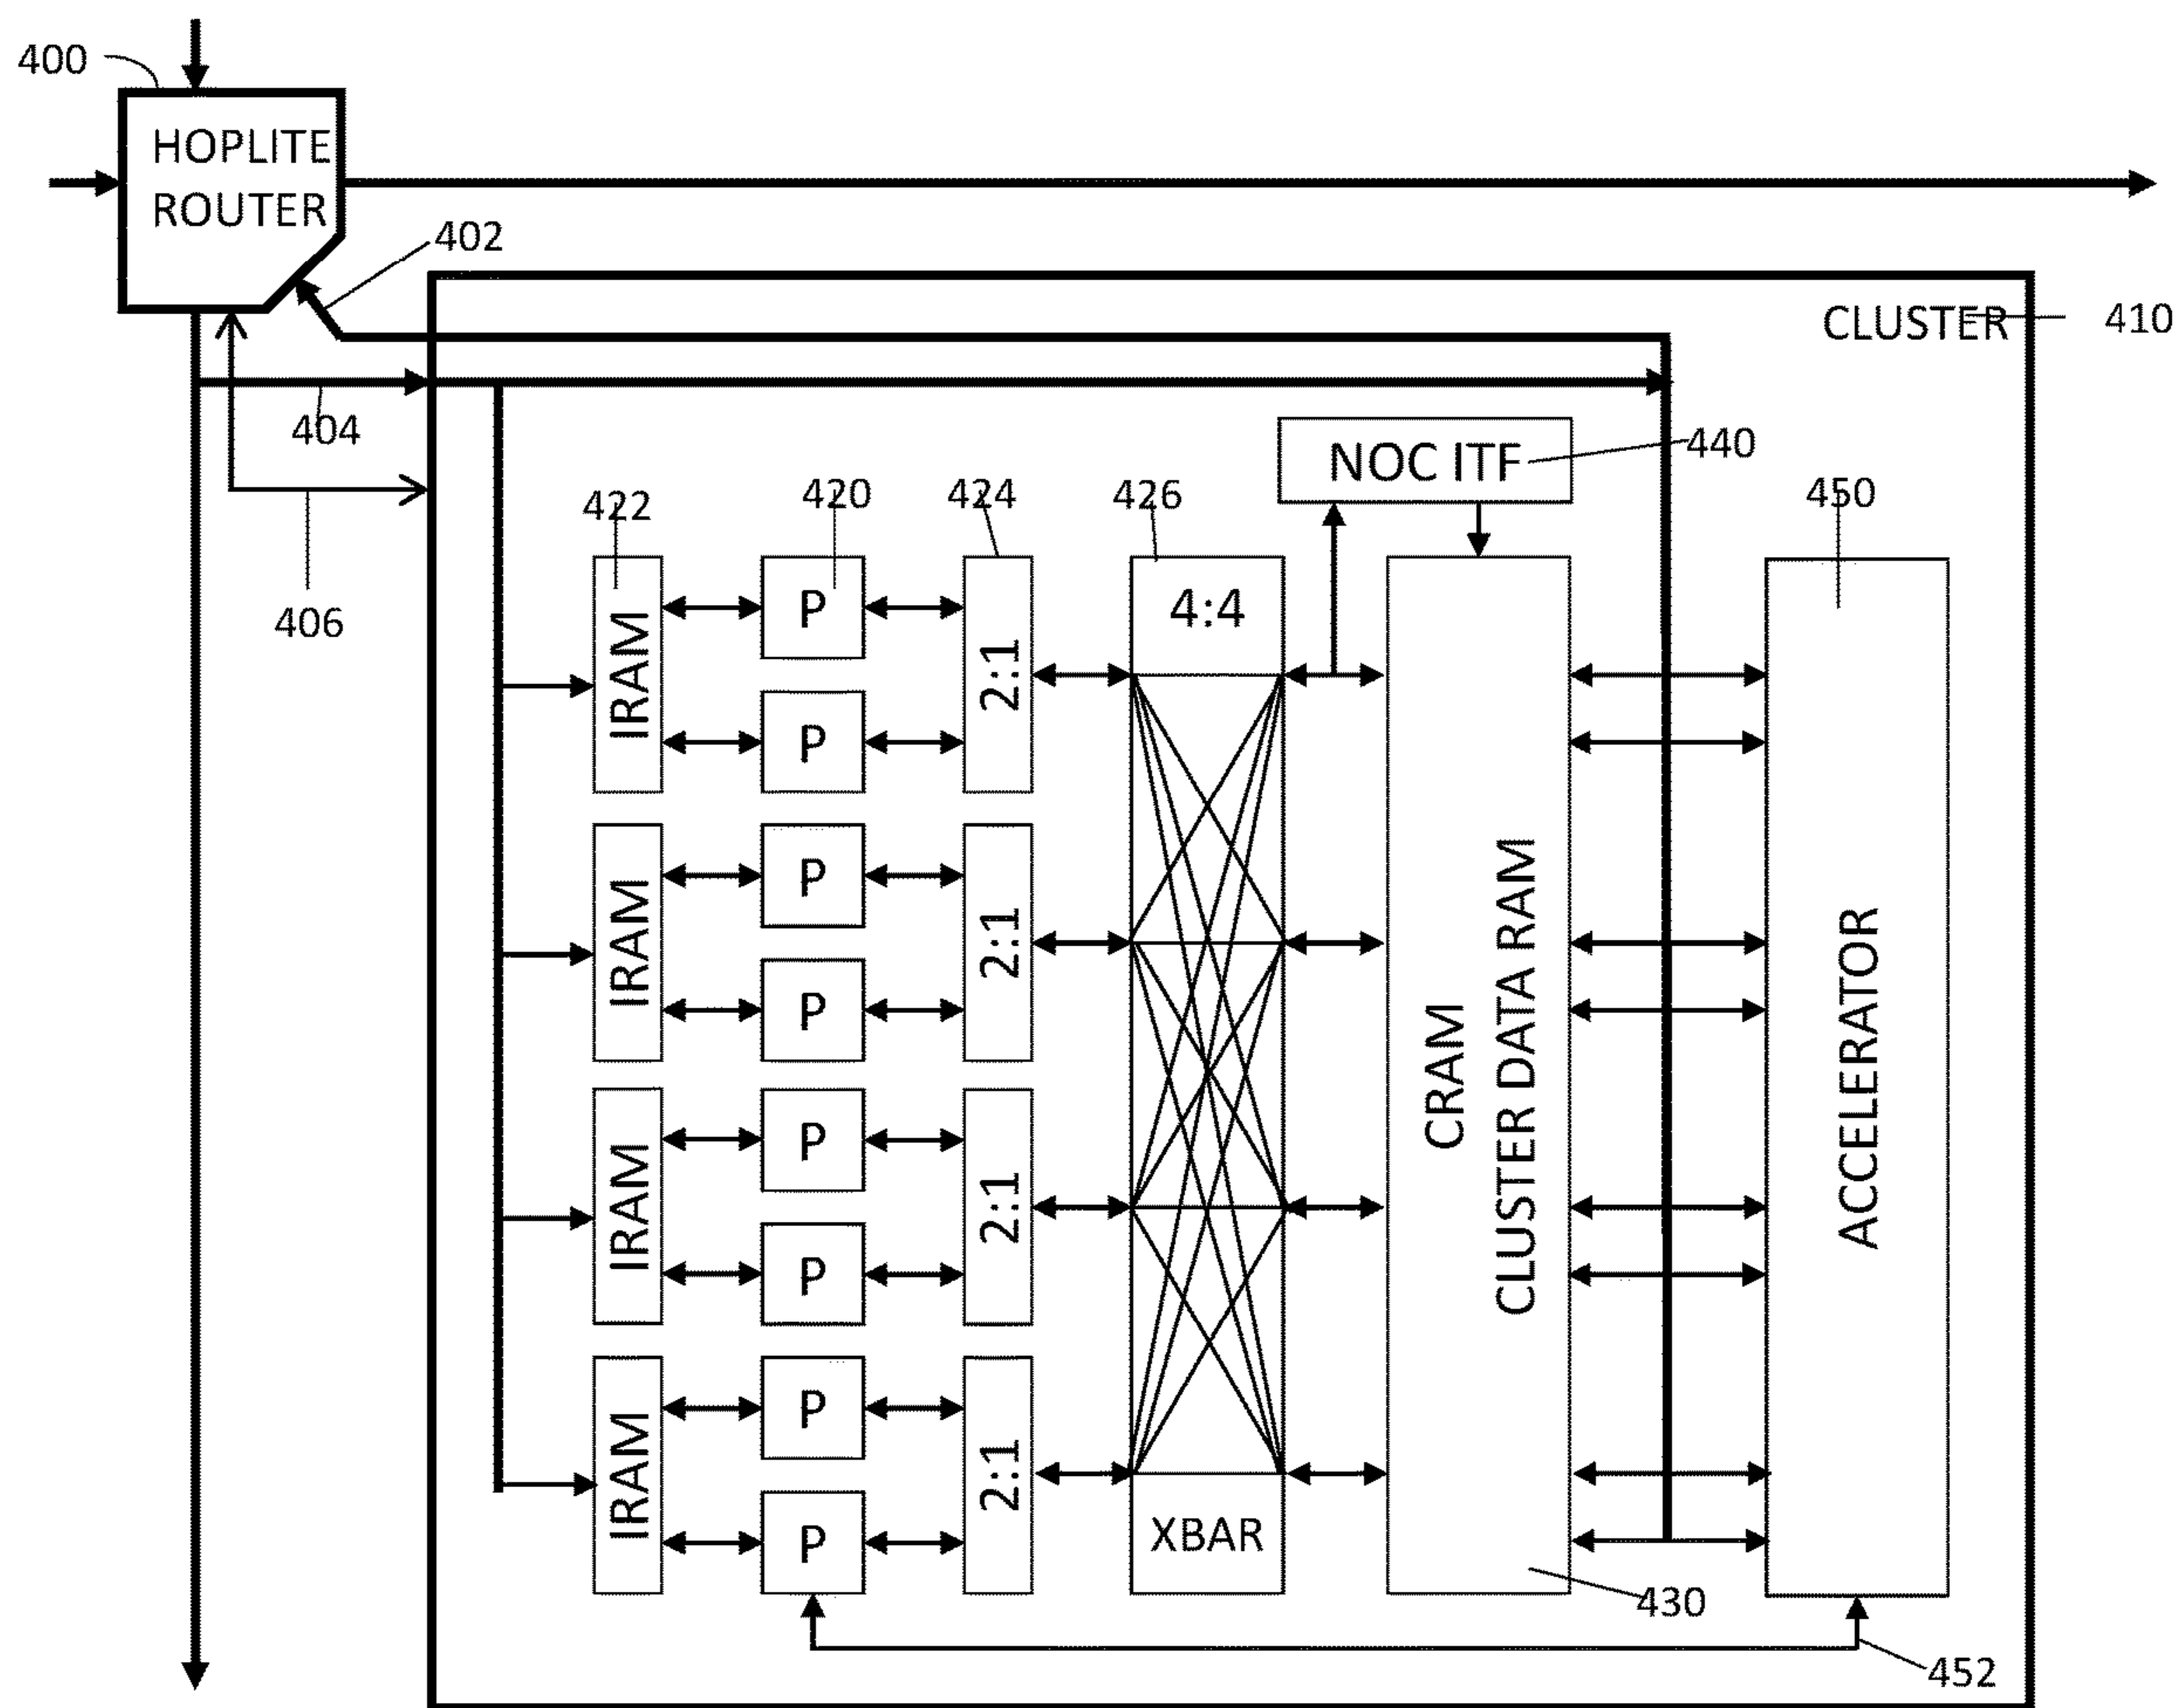 400
HOPLITE
ROUTER
402
CLUSTER
410
404
406
NOC ITF
440
422
420
424
426
450
IRAM
P
P
2:1
4:4
IRAM
P
P
2:1
IRAM
P
P
2:1
IRAM
P
P
2:1
XBAR
CRAM
CLUSTER DATA RAM
ACCELERATOR
430
452